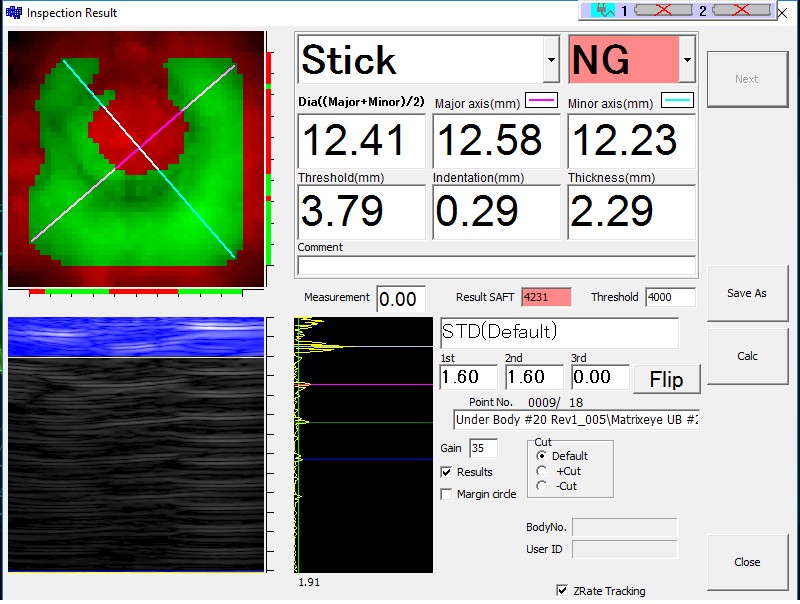 Inspection Result
1 2
Stick NG
Next
Dia((Major+Minor)/2) Major axis(mm) Minor axis(mm)
12.41 12.58 12.23
Threshold(mm) Indentation(mm) Thickness(mm)
3.79 0.29 2.29
Comment
Measurement 0.00 Result SAFT 4231 Threshold 4000
Save As
STD(Default)
Calc
1st 2nd 3rd
1.60 1.60 0.00 Flip
Point No. 0009/ 18
Under Body #20 Rev1_005\Matrixeye UB #2
Gain 35
Cut
Default
+Cut
-Cut
Results
Margin circle
BodyNo.
User ID
Close
1.91
ZRate Tracking